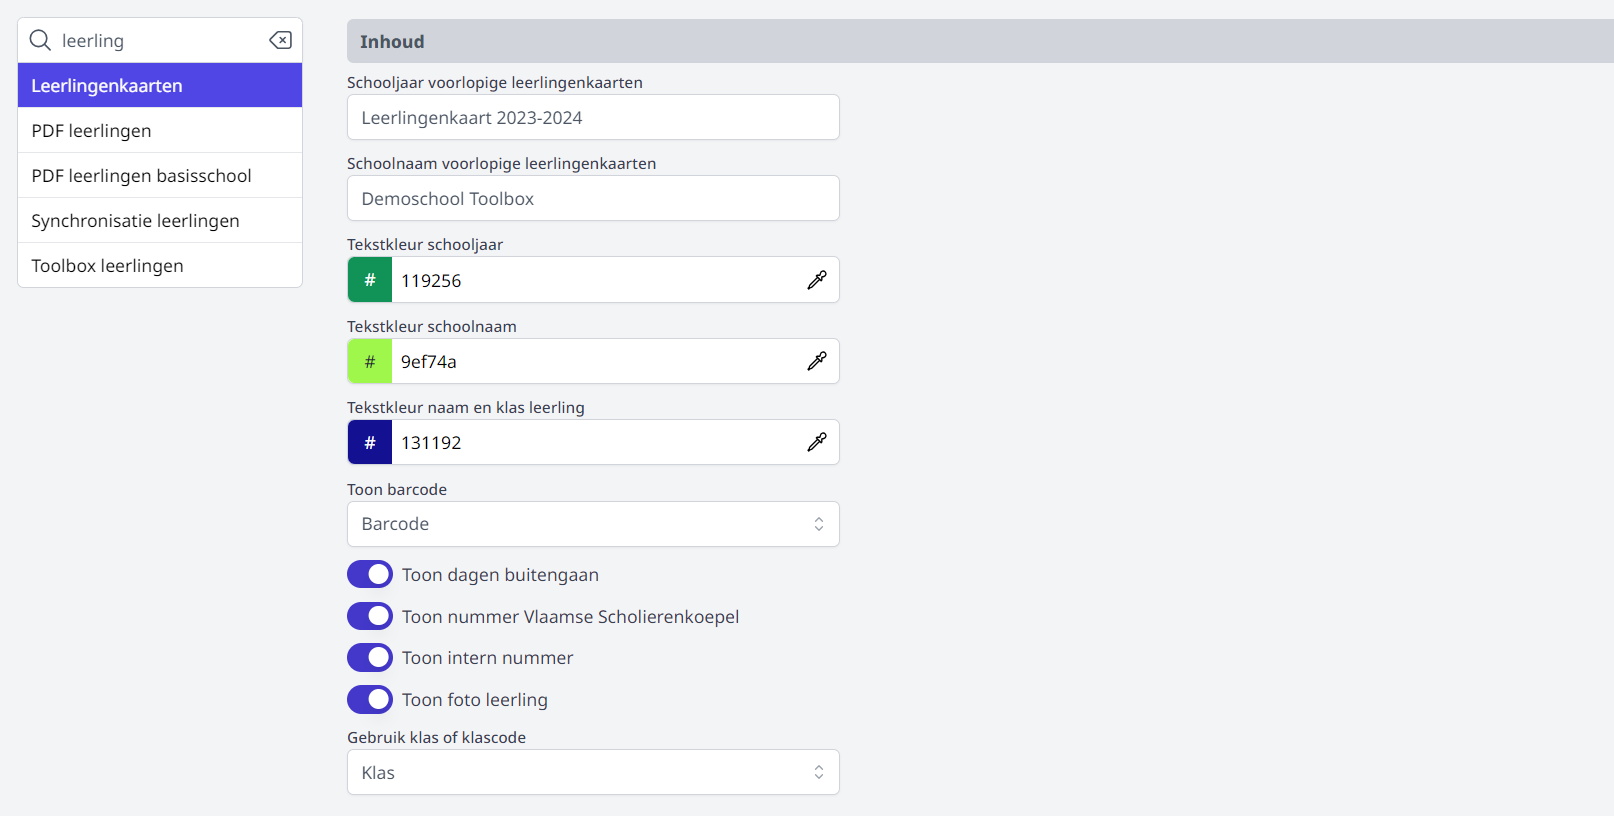 leerling
Leerlingenkaarten
PDF leerlingen
PDF leerlingen basisschool
Synchronisatie leerlingen
Toolbox leerlingen
Inhoud
Schooljaar voorlopige leerlingenkaarten
Leerlingenkaart 2023-2024
Schoolnaam voorlopige leerlingenkaarten
Demoschool Toolbox
Tekstkleur schooljaar
# 119256
Tekstkleur schoolnaam
# 9ef74a
Tekstkleur naam en klas leerling
# 131192
Toon barcode
Barcode
Toon dagen buitengaan
Toon nummer Vlaamse Scholierenkoepel
Toon intern nummer
Toon foto leerling
Gebruik klas of klascode
Klas